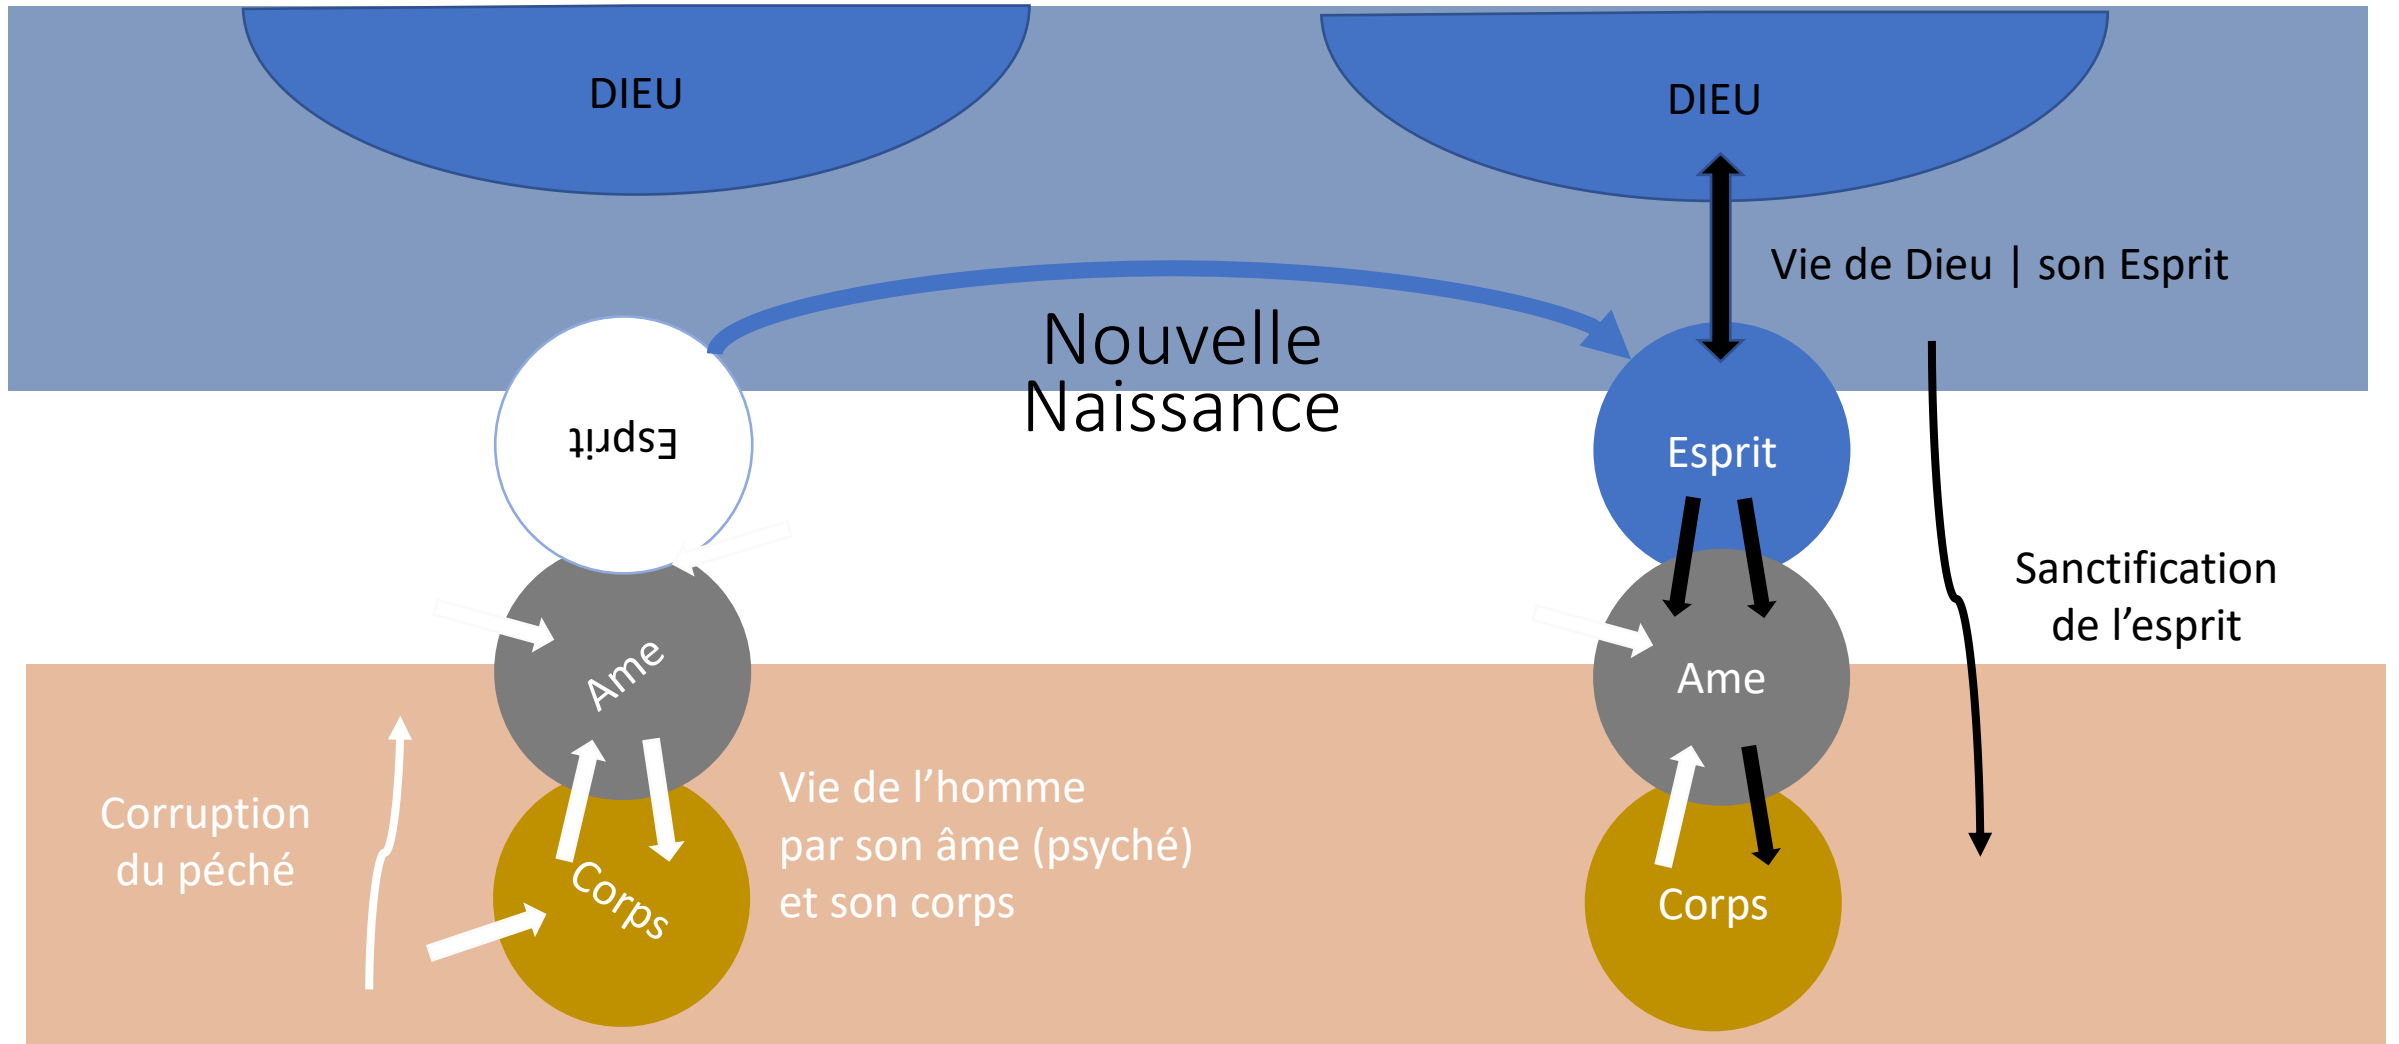 DIEU
DIEU
Vie de Dieu | son Esprit
Nouvelle
Naissance
Esprit
Esprit
Sanctification
de l’esprit
Ame
Ame
Vie de l’homme
par son âme (psyché)
et son corps
Corruption
du péché
Corps
Corps